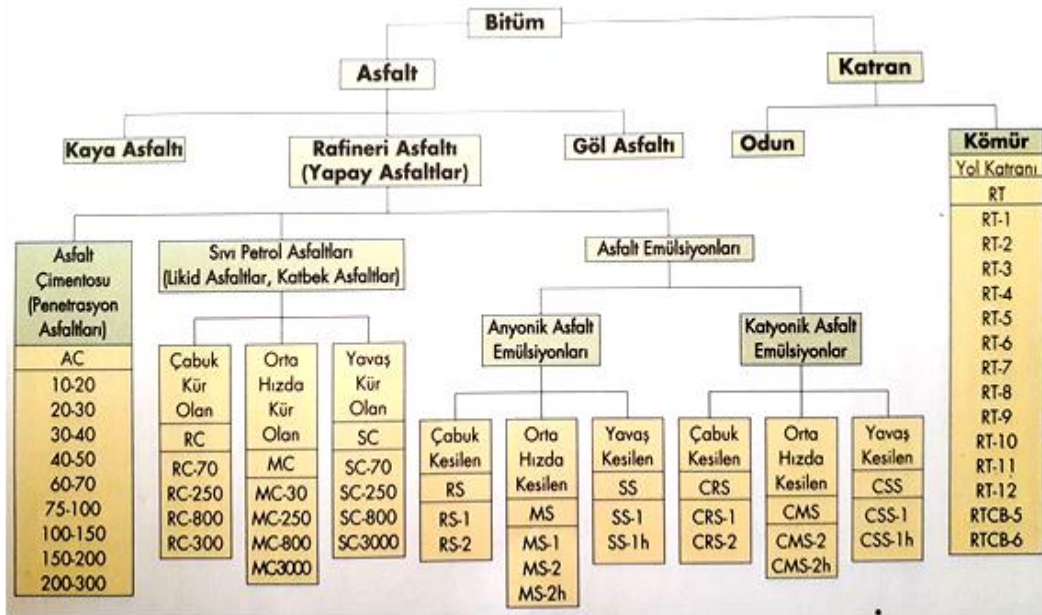 Bitüm
Asfalt
Katran
Kaya Asfaltı
Rafineri Asfaltı
(Yapay Asfaltlar)
Göl Asfaltı
Odun
Kömür
Yol Katranı
RT
RT-1
RT-2
RT-3
RT-4
RT-5
RT-6
RT-7
RT-8
RT-9
RT-10
RT-11
RT-12
RTCB-5
RTCB-6
Asfalt
Çimentosu
(Penetrasyon
Asfaltları)
AC
10-20
20-30
30-40
40-50
60-70
75-100
100-150
150-200
200-300
Sıvı Petrol Asfaltları
(Likid Asfaltlar, Katbek Asfaltlar)
Çabuk
Kür
Olan
RC
RC-70
RC-250
RC-800
RC-300
Orta
Hızda
Kür
Olan
MC
MC-30
MC-250
MC-800
MC3000
Yavaş
Kür
Olan
SC
SC-70
SC-250
SC-800
SC-3000
Asfalt Emülsiyonları
Anyonik Asfalt
Emülsiyonları
Çabuk
Kesilen
RS
RS-1
RS-2
Orta
Hızda
Kesilen
MS
MS-1
MS-2
MS-2h
Yavaş
Kesilen
SS
SS-1
SS-1h
Katyonik Asfalt
Emülsiyonlar
Çabuk
Kesilen
CRS
CRS-1
CRS-2
Orta
Hızda
Kesilen
CMS
CMS-2
CMS-2h
Yavaş
Kesilen
CSS
CSS-1
CSS-1h